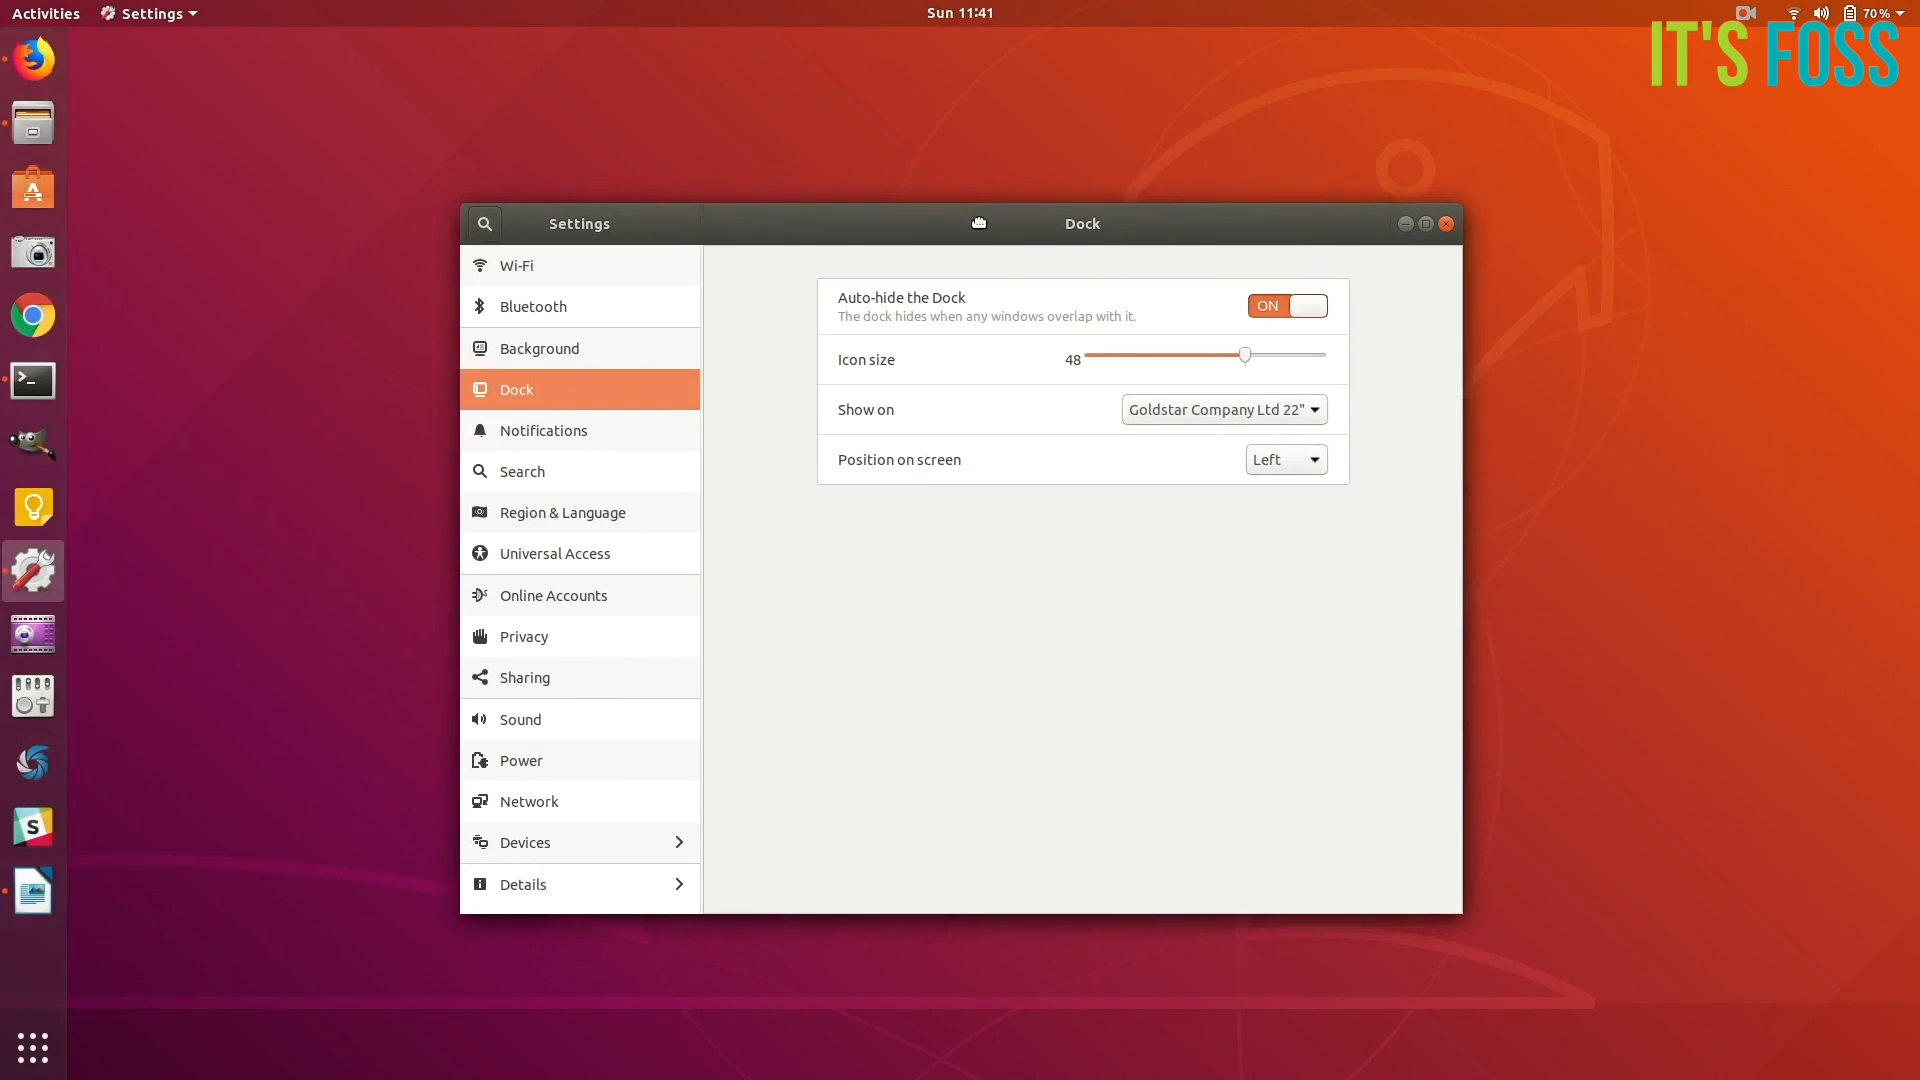 Activities Settings Sun 11:41 70 %
IT'S FOSS
Settings Dock
Wi-Fi
Bluetooth
Background
Dock
Notifications
Search
Region & Language
Universal Access
Online Accounts
Privacy
Sharing
Sound
Power
Network
Devices
Details
Auto-hide the Dock ON
The dock hides when any windows overlap with it.
Icon size 48
Show on Goldstar Company Ltd 22"
Position on screen Left
S